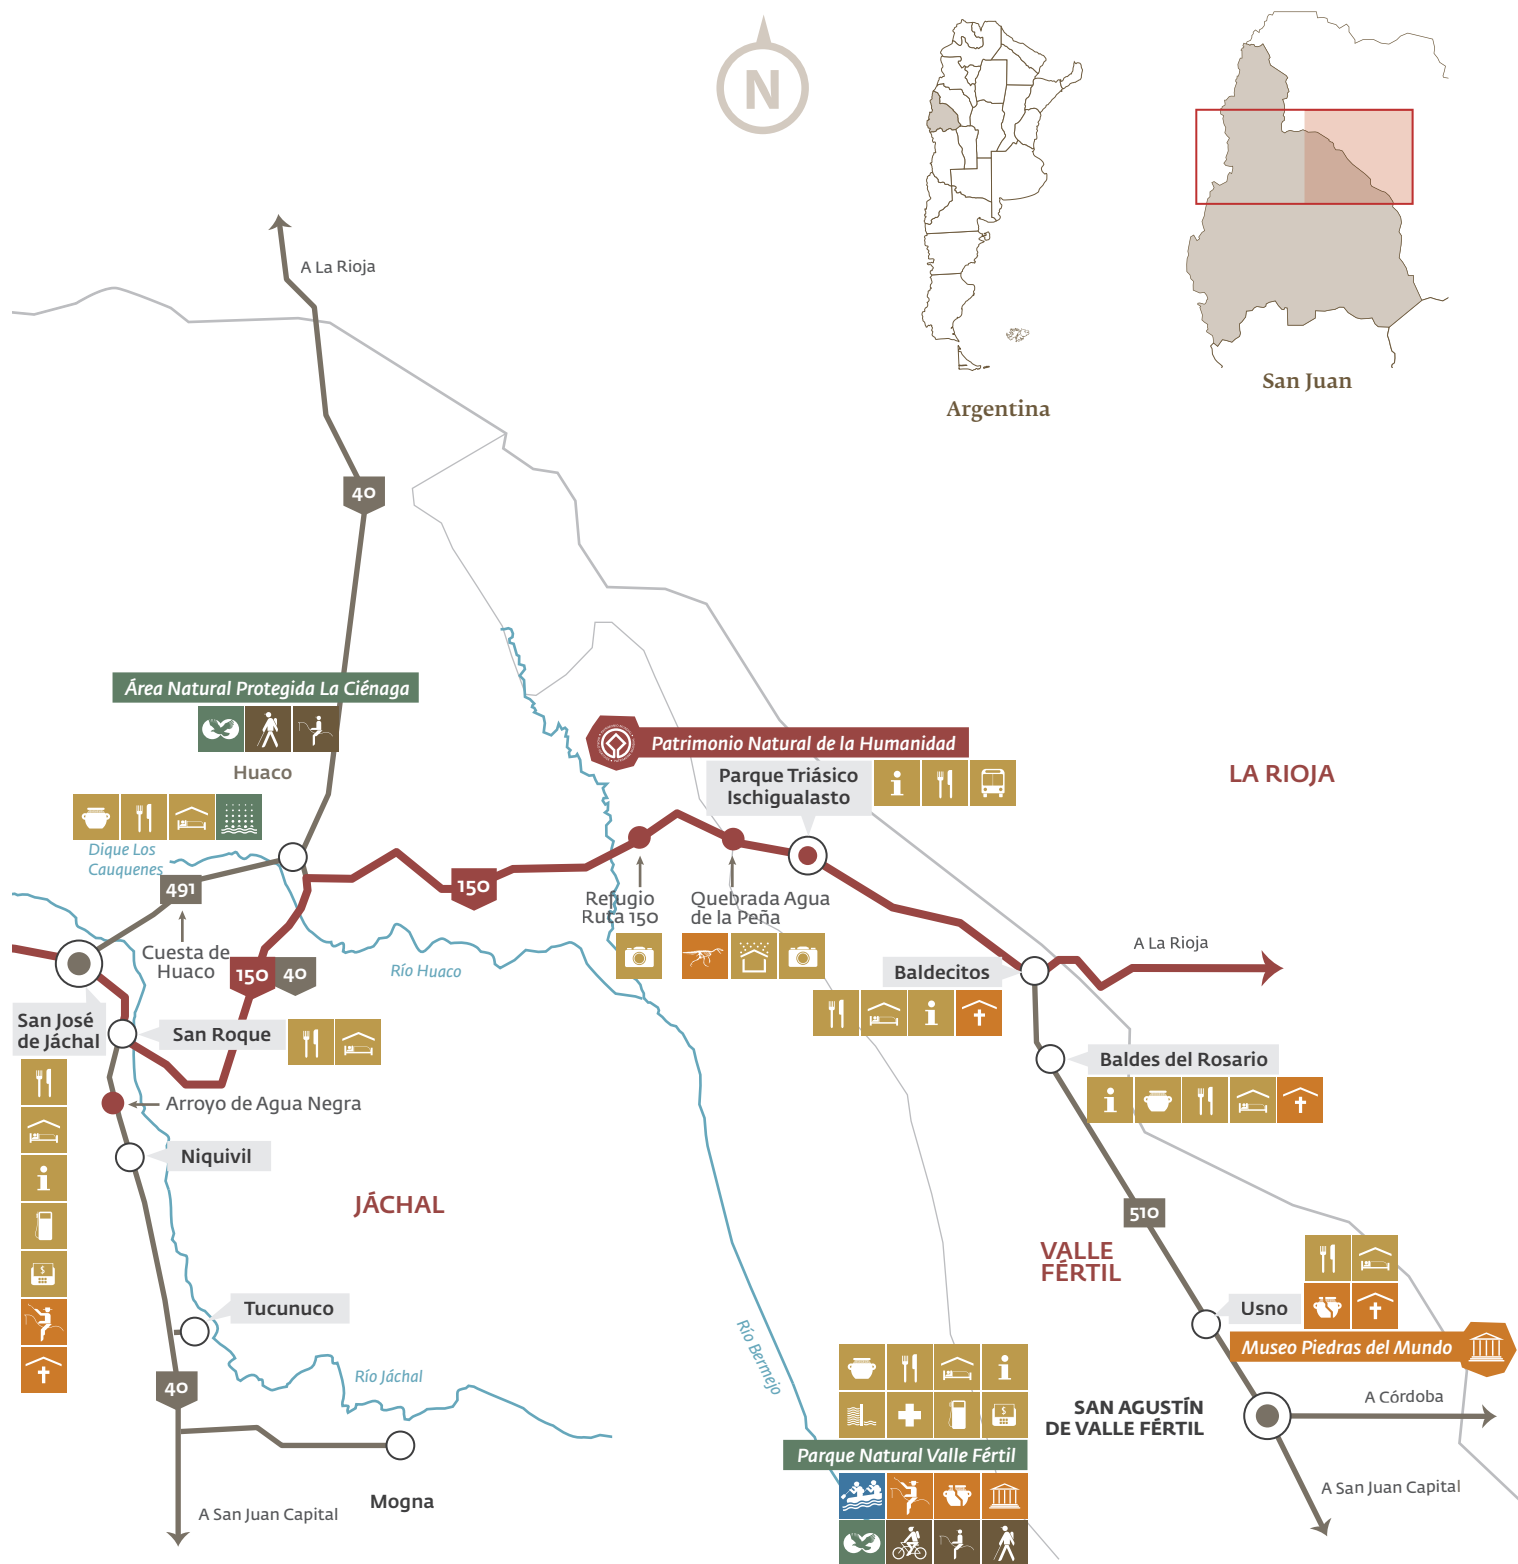 N
Argentina
San Juan
A La Rioja
40
Área Natural Protegida La Ciénaga
Huaco
Dique Los
Cauquenes
491
Cuesta de
Huaco
150
40
150
Patrimonio Natural de la Humanidad
Parque Triásico
Ischigualasto
LA RIOJA
Refugio
Ruta 150
Quebrada Agua
de la Peña
Río Huaco
A La Rioja
Baldecitos
San José
de Jáchal
San Roque
Baldes del Rosario
Arroyo de Agua Negra
Niquivil
JÁCHAL
510
VALLE
FÉRTIL
Tucunuco
Usno
Museo Piedras del Mundo
Río Bermejo
Río Jáchal
40
A Córdoba
SAN AGUSTÍN
DE VALLE FÉRTIL
Parque Natural Valle Fértil
Mogna
A San Juan Capital
A San Juan Capital